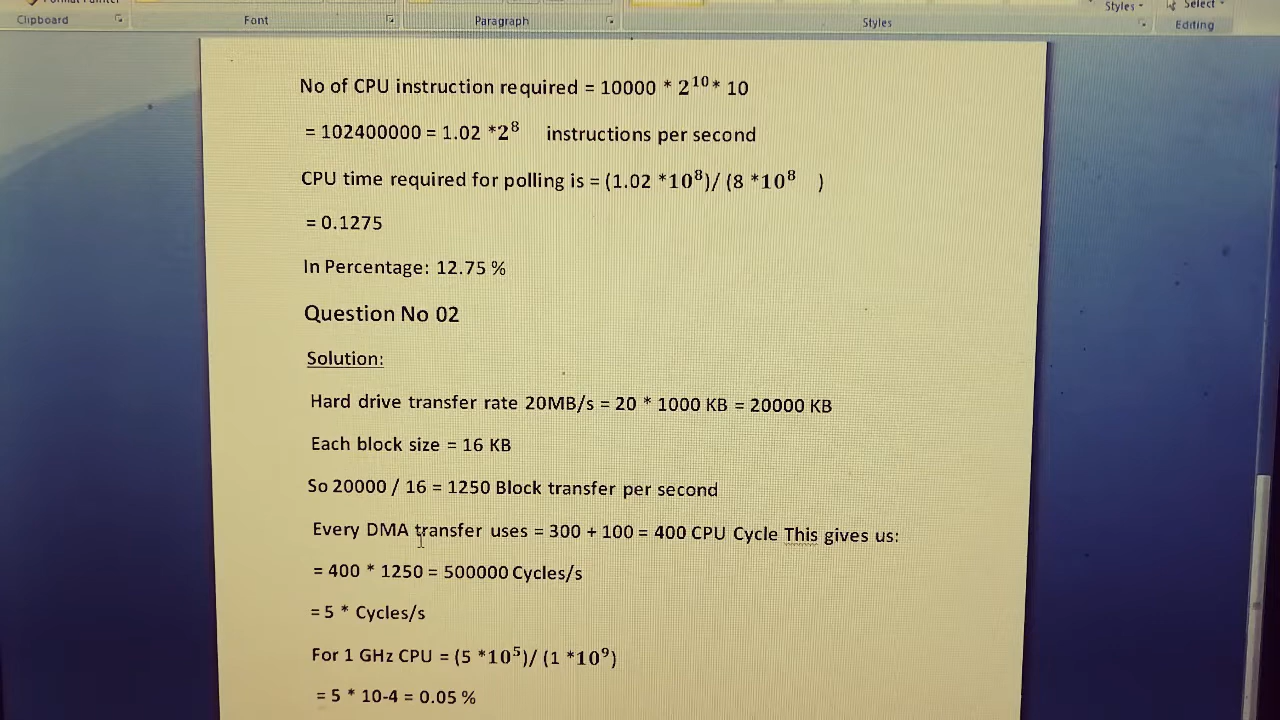 Clipboard
Font
Paragraph
Styles
Styles
Select
Editing
No of CPU instruction required = 10000 * 2¹⁰* 10
= 102400000 = 1.02 *2⁸ instructions per second
CPU time required for polling is = (1.02 *10⁸)/ (8 *10⁸ )
= 0.1275
In Percentage: 12.75 %
Question No 02
Solution:
Hard drive transfer rate 20MB/s = 20 * 1000 KB = 20000 KB
Each block size = 16 KB
So 20000 / 16 = 1250 Block transfer per second
Every DMA transfer uses = 300 + 100 = 400 CPU Cycle This gives us:
= 400 * 1250 = 500000 Cycles/s
= 5 * Cycles/s
For 1 GHz CPU = (5 *10⁵)/ (1 *10⁹)
= 5 * 10-4 = 0.05 %